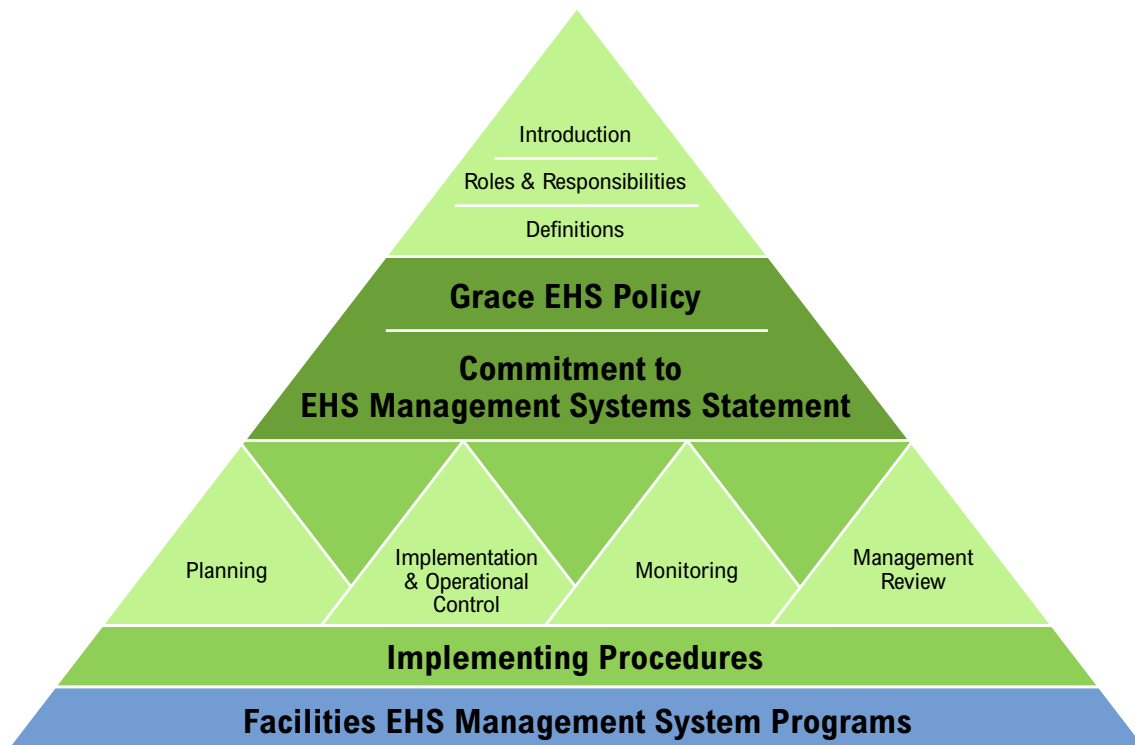 Introduction
Roles & Responsibilities
Definitions
Grace EHS Policy
Commitment to
EHS Management Systems Statement
Planning
Implementation
& Operational
Control
Monitoring
Management
Review
Implementing Procedures
Facilities EHS Management System Programs